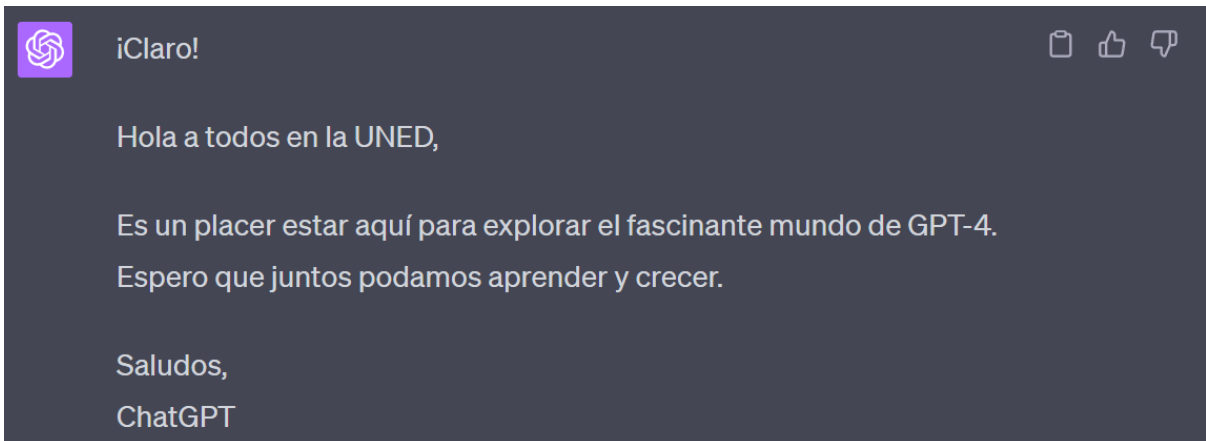 ¡Claro!
Hola a todos en la UNED,
Es un placer estar aquí para explorar el fascinante mundo de GPT-4.
Espero que juntos podamos aprender y crecer.
Saludos,
ChatGPT